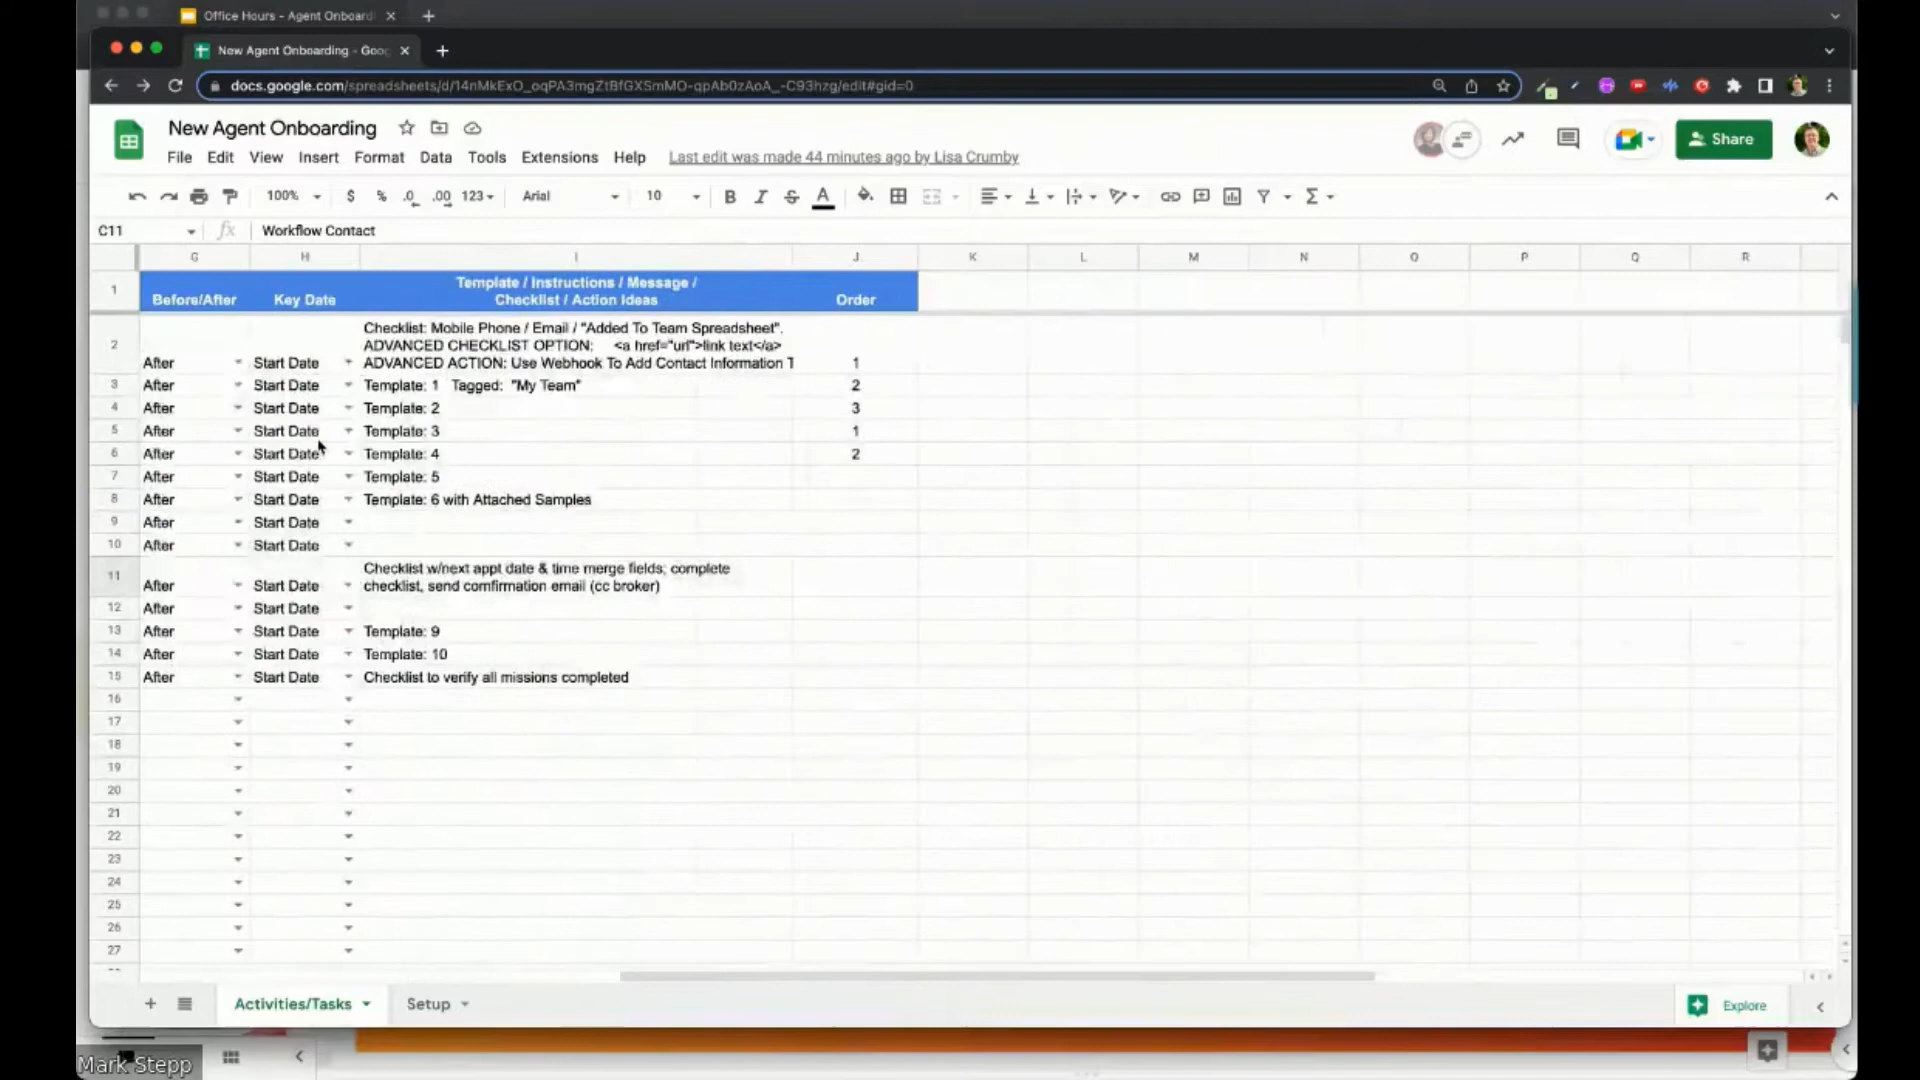 Office Hours - Agent Onboard
New Agent Onboarding - Goog
docs.google.com/spreadsheets/d/14nMkExO_oqPA3mgZtBfGXSmMO-qpAb0zAoA_-C93hzg/edit#gid=0
New Agent Onboarding
File Edit View Insert Format Data Tools Extensions Help Last edit was made 44 minutes ago by Lisa Crumby
Share
100% $ % .0 .00 123 Arial 10 B I S A
C11 fx Workflow Contact
G H I J K L M N O P Q R
1 Before/After Key Date Template / Instructions / Message /
Checklist / Action Ideas Order
Checklist: Mobile Phone / Email / "Added To Team Spreadsheet".
2 ADVANCED CHECKLIST OPTION: <a href="url">link text</a>
After Start Date ADVANCED ACTION: Use Webhook To Add Contact Information T 1
3 After Start Date Template: 1 Tagged: "My Team" 2
4 After Start Date Template: 2 3
5 After Start Date Template: 3 1
6 After Start Date Template: 4 2
7 After Start Date Template: 5
8 After Start Date Template: 6 with Attached Samples
9 After Start Date
10 After Start Date
11 Checklist w/next appt date & time merge fields; complete
After Start Date checklist, send comfirmation email (cc broker)
12 After Start Date
13 After Start Date Template: 9
14 After Start Date Template: 10
15 After Start Date Checklist to verify all missions completed
16
17
18
19
20
21
22
23
24
25
26
27
Activities/Tasks Setup Explore
Mark Stepp